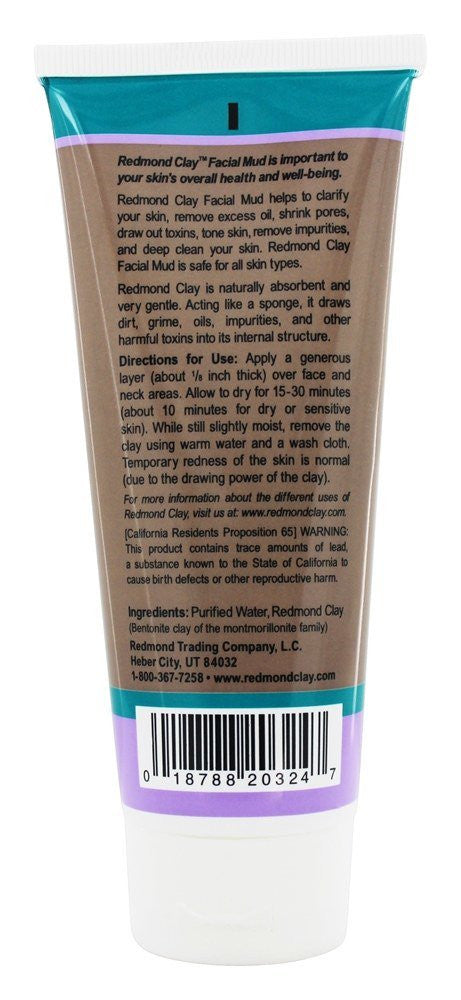 Redmond Clay™ Facial Mud is important to
your skin's overall health and well-being.
Redmond Clay Facial Mud helps to clarify
your skin, remove excess oil, shrink pores,
draw out toxins, tone skin, remove impurities,
and deep clean your skin. Redmond Clay
Facial Mud is safe for all skin types.
Redmond Clay is naturally absorbent and
very gentle. Acting like a sponge, it draws
dirt, grime, oils, impurities, and other
harmful toxins into its internal structure.
Directions for Use: Apply a generous
layer (about ⅛ inch thick) over face and
neck areas. Allow to dry for 15-30 minutes
(about 10 minutes for dry or sensitive
skin). While still slightly moist, remove the
clay using warm water and a wash cloth.
Temporary redness of the skin is normal
(due to the drawing power of the clay).
For more information about the different uses of
Redmond Clay, visit us at: www.redmondclay.com.
[California Residents Proposition 65] WARNING:
This product contains trace amounts of lead,
a substance known to the State of California to
cause birth defects or other reproductive harm.
Ingredients: Purified Water, Redmond Clay
(Bentonite clay of the montmorillonite family)
Redmond Trading Company, L.C.
Heber City, UT 84032
1-800-367-7258 • www.redmondclay.com
0 18788 20324 7